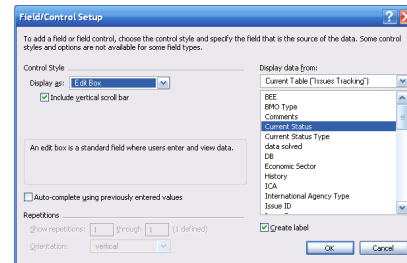 Field/Control Setup
To add a field or field control, choose the control style and specify the field that is the source of the data. Some control
styles and options are not available for some field types.
Control Style
Display as: Edit Box
Include vertical scroll bar
An edit box is a standard field where users enter and view data.
Auto-complete using previously entered values
Repetitions
Show repetitions: 1 through 1 (1 defined)
Orientation: vertical
Display data from:
Current Table ("Issues Tracking")
BEE
BMO Type
Comments
Current Status
Current Status Type
data solved
DB
Economic Sector
History
ICA
International Agency Type
Issue ID
Create label
OK Cancel